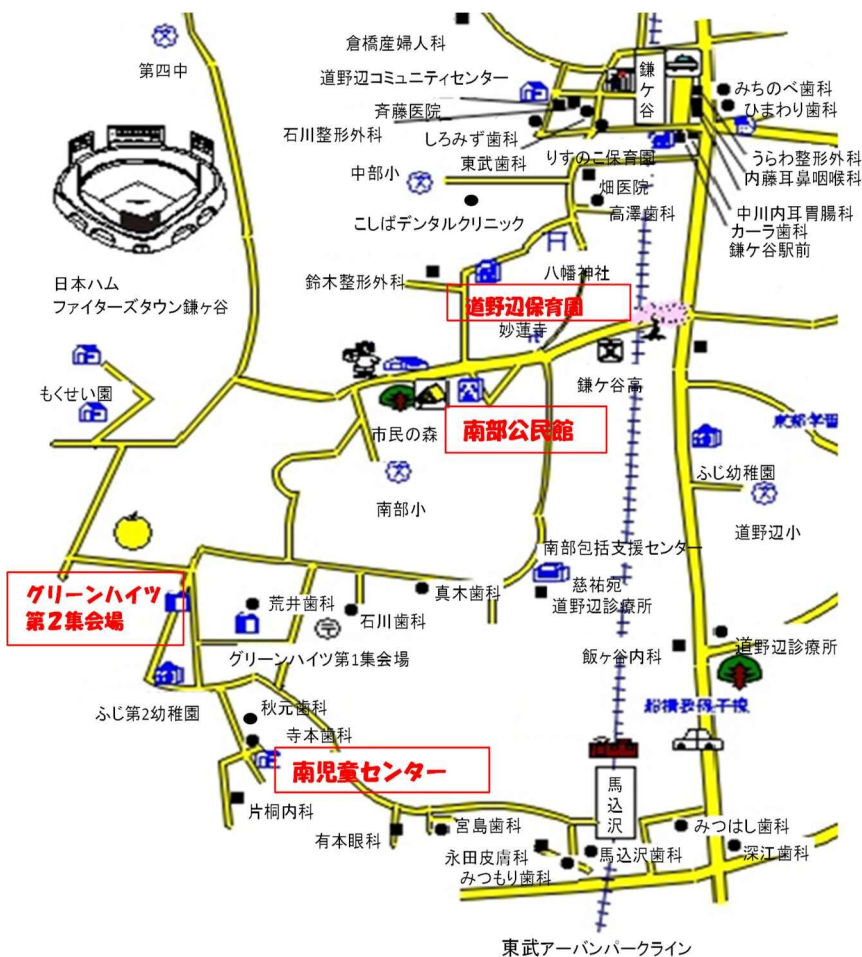 倉橋産婦人科
第四中
道野辺コミュニティセンター
鎌ケ谷
みちのべ歯科
ひまわり歯科
斉藤医院
石川整形外科
しろみず歯科
東武歯科
りすのこ保育園
うらわ整形外科
内藤耳鼻咽喉科
中部小
畑医院
こしばデンタルクリニック
高澤歯科
中川内耳胃腸科
カーラ歯科
鎌ケ谷駅前
日本ハム
ファイターズタウン鎌ヶ谷
鈴木整形外科
八幡神社
道野辺保育園
妙蓮寺
もくせい園
鎌ケ谷高
市民の森
南部公民館
ふじ幼稚園
南部小
道野辺小
南部包括支援センター
慈祐苑
道野辺診療所
グリーンハイツ
第2集会場
荒井歯科
石川歯科
真木歯科
グリーンハイツ第1集会場
飯ヶ谷内科
道野辺診療所
ふじ第2幼稚園
秋元歯科
寺本歯科
南児童センター
馬込沢
片桐内科
有本眼科
宮島歯科
みつはし歯科
永田皮膚科
馬込沢歯科
深江歯科
みつもり歯科
東武アーバンパークライン